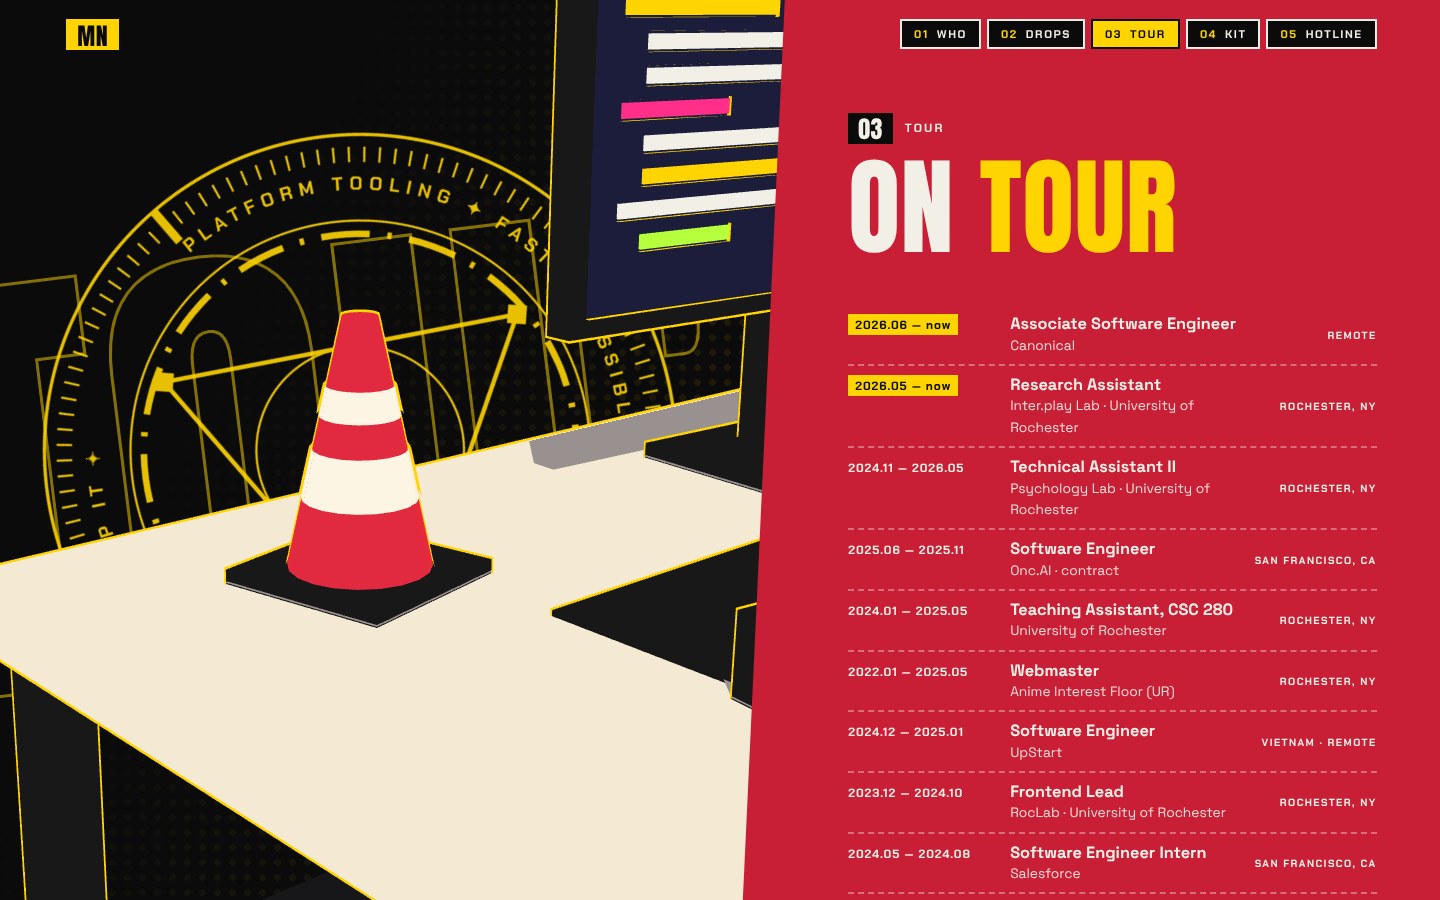 MN
01 WHO
02 DROPS
03 TOUR
04 KIT
05 HOTLINE
PLATFORM TOOLING ✦ FAST
SSIBL
P IT ✦
03 TOUR
ON TOUR
2026.06 — now
Associate Software Engineer
Canonical
REMOTE
2026.05 — now
Research Assistant
Inter.play Lab · University of
Rochester
ROCHESTER, NY
2024.11 — 2026.05
Technical Assistant II
Psychology Lab · University of
Rochester
ROCHESTER, NY
2025.06 — 2025.11
Software Engineer
Onc.AI · contract
SAN FRANCISCO, CA
2024.01 — 2025.05
Teaching Assistant, CSC 280
University of Rochester
ROCHESTER, NY
2022.01 — 2025.05
Webmaster
Anime Interest Floor (UR)
ROCHESTER, NY
2024.12 — 2025.01
Software Engineer
UpStart
VIETNAM · REMOTE
2023.12 — 2024.10
Frontend Lead
RocLab · University of Rochester
ROCHESTER, NY
2024.05 — 2024.08
Software Engineer Intern
Salesforce
SAN FRANCISCO, CA